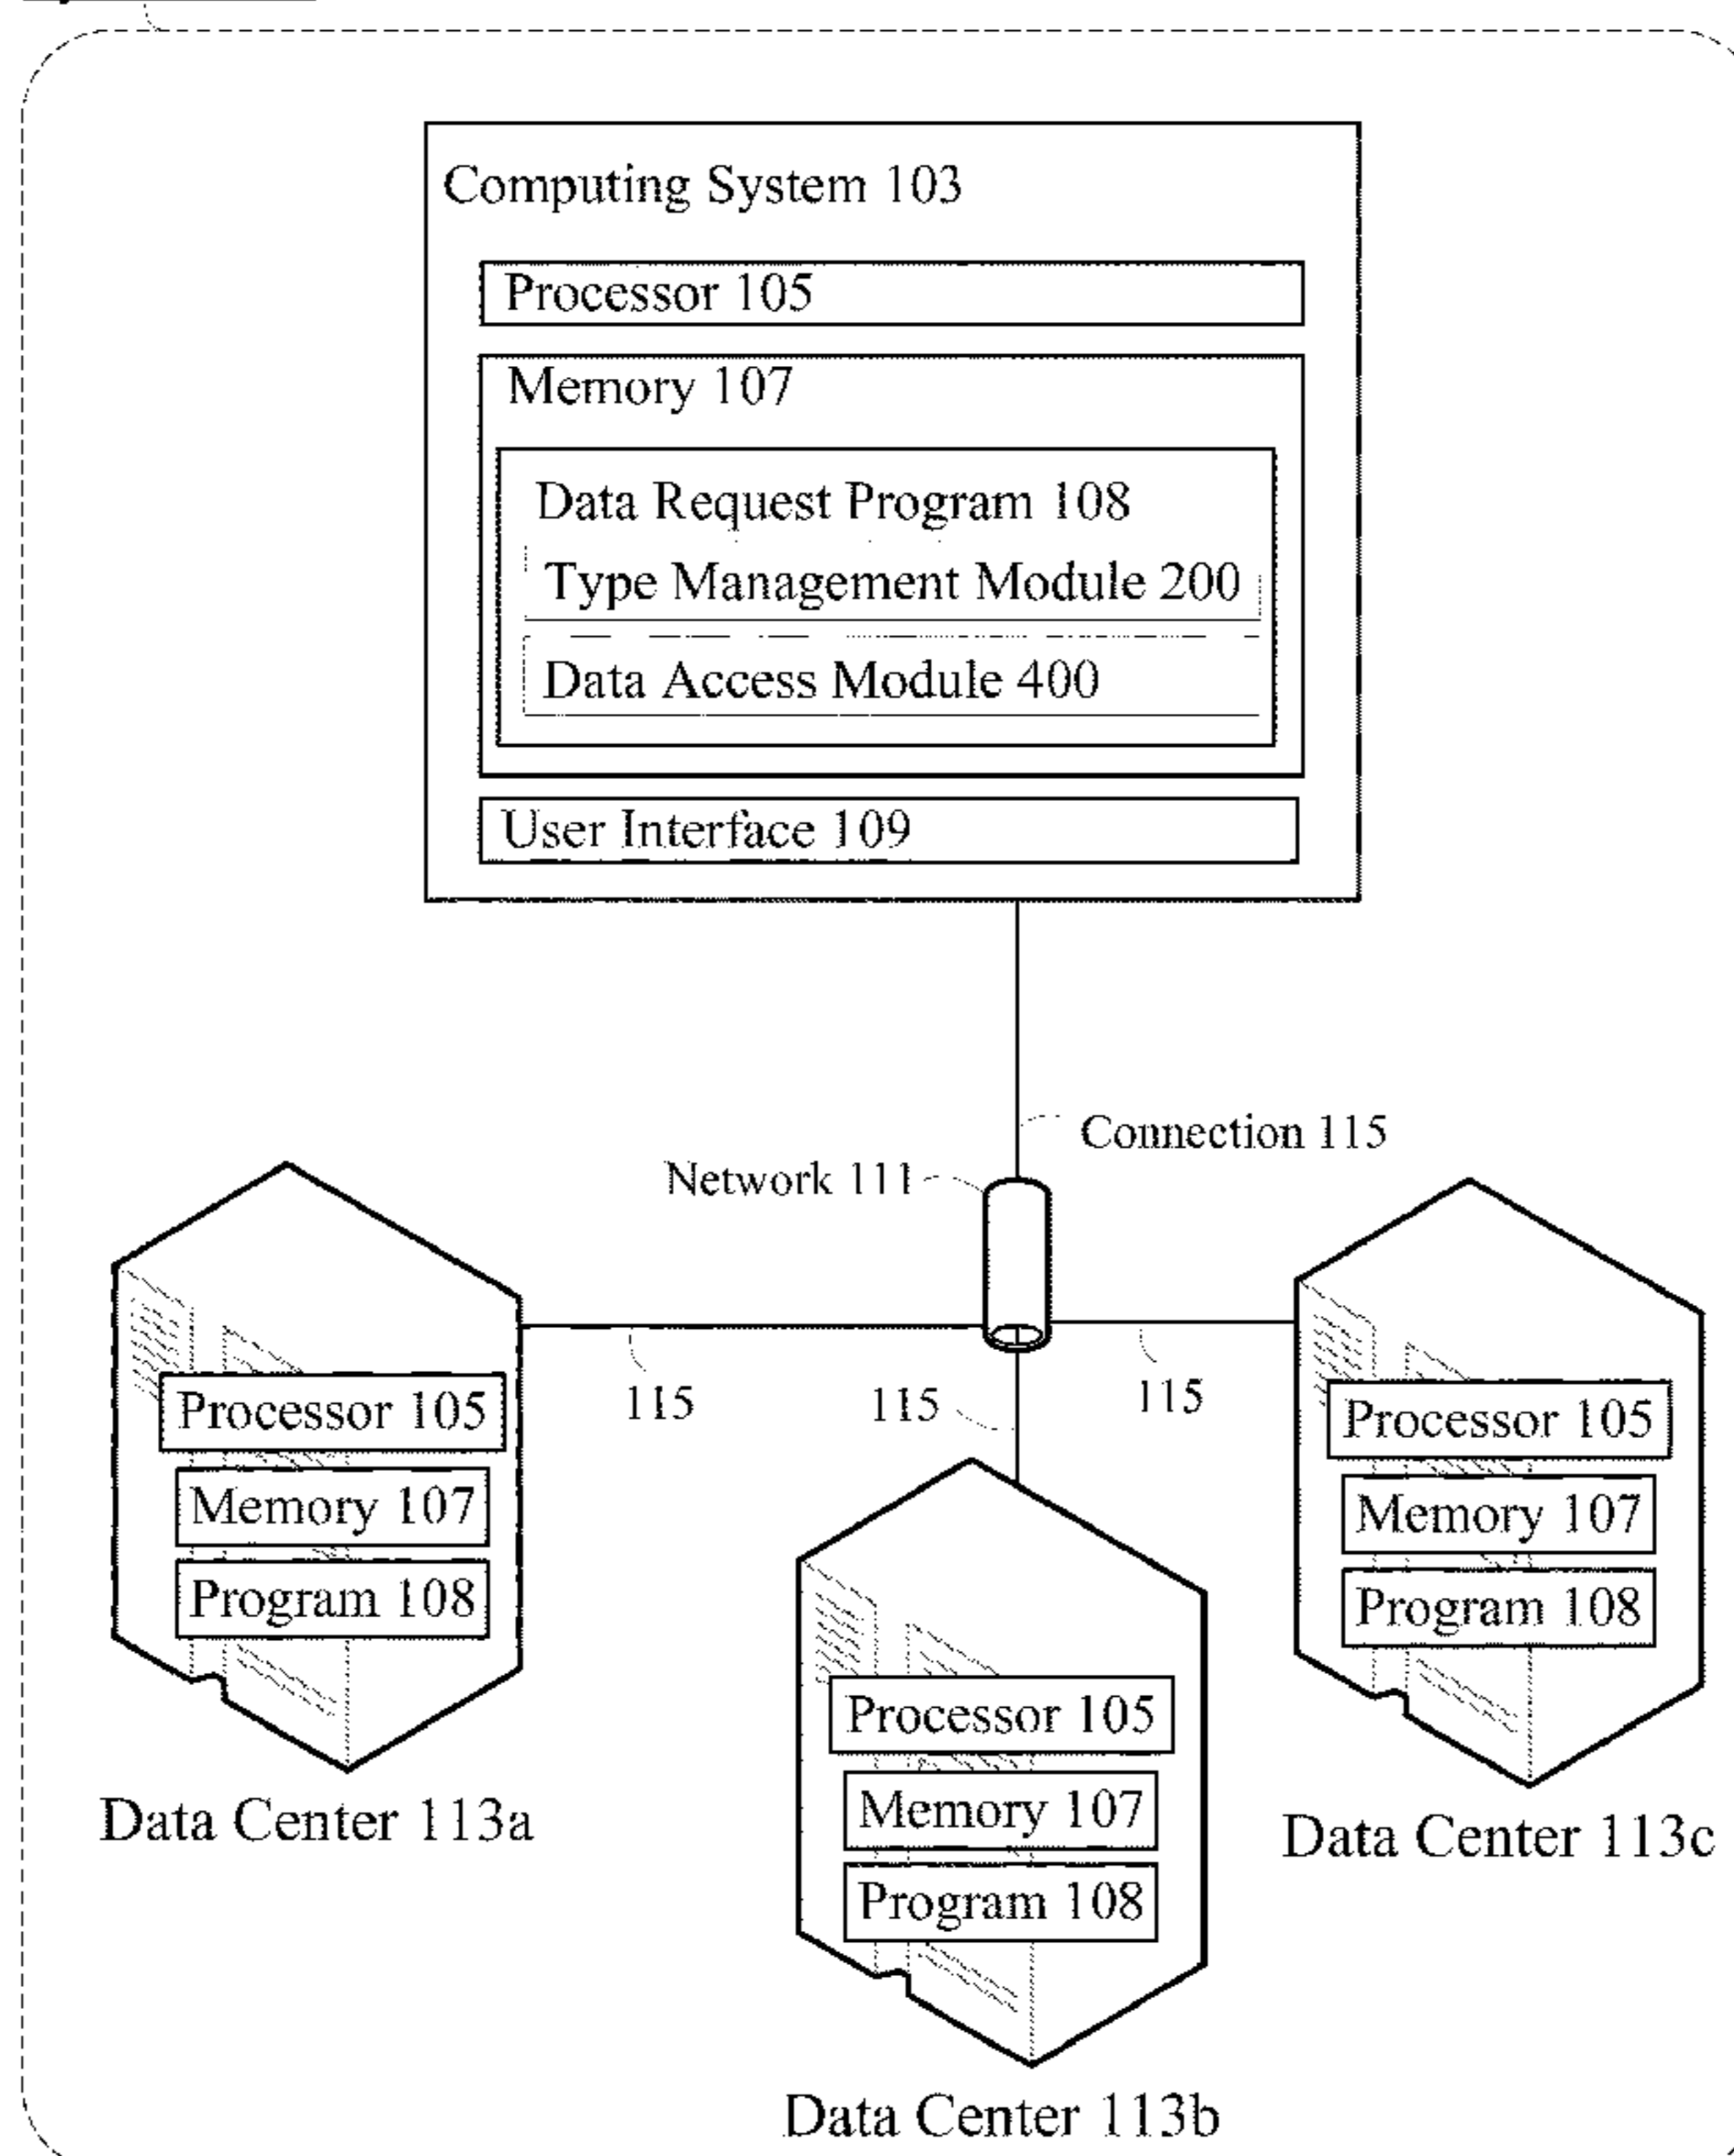 Computing System 103
Processor 105
Memory 107
Data Request Program 108
Type Management Module 200
Data Access Module 400
User Interface 109
Connection 115
Network 111
115
115
115
Processor 105
Memory 107
Program 108
Data Center 113a
Processor 105
Memory 107
Program 108
Data Center 113b
Processor 105
Memory 107
Program 108
Data Center 113c